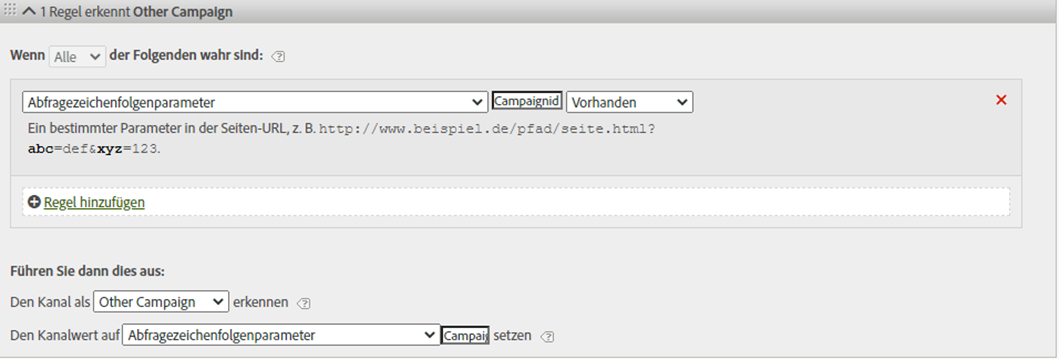 1 Regel erkennt Other Campaign
Wenn Alle der Folgenden wahr sind:
Abfragezeichenfolgenparameter Campaignid Vorhanden
Ein bestimmter Parameter in der Seiten-URL, z. B. http://www.beispiel.de/pfad/seite.html?
abc=def&xyz=123.
Regel hinzufügen
Führen Sie dann dies aus:
Den Kanal als Other Campaign erkennen
Den Kanalwert auf Abfragezeichenfolgenparameter Campaig setzen